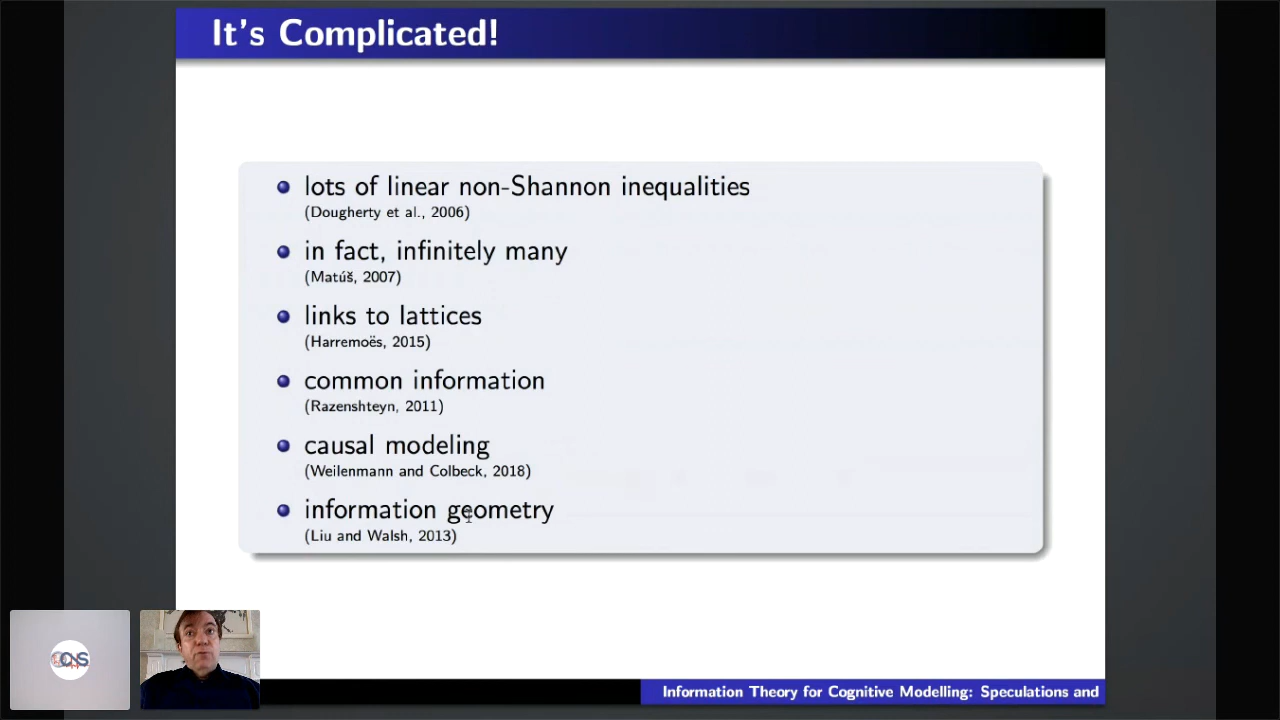 It's Complicated!
lots of linear non-Shannon inequalities
(Dougherty et al., 2006)
in fact, infinitely many
(Matúš, 2007)
links to lattices
(Harremoës, 2015)
common information
(Razenshteyn, 2011)
causal modeling
(Weilenmann and Colbeck, 2018)
information geometry
(Liu and Walsh, 2013)
Information Theory for Cognitive Modelling: Speculations and